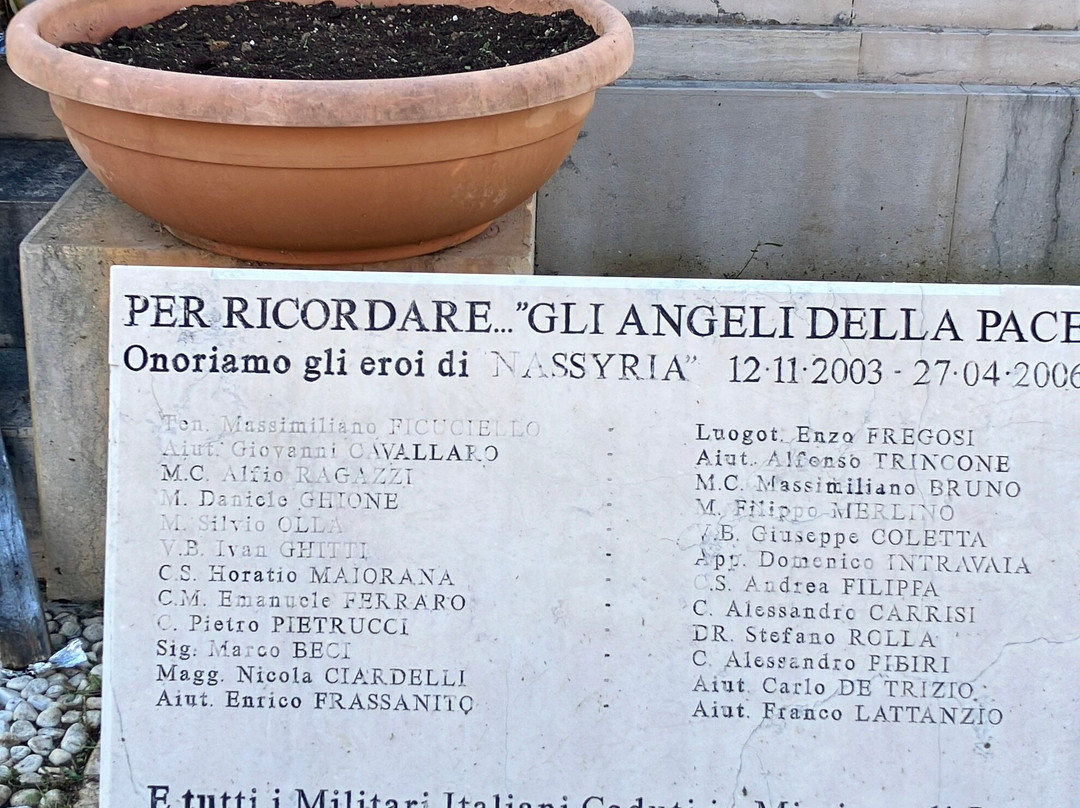 PER RICORDARE..."GLI ANGELI DELLA PACE
Onoriamo gli eroi di "NASSYRIA" 12·11·2003 - 27·04·2006
Ten. Massimiliano FICUCIELLO
Aiut. Giovanni CAVALLARO
M.C. Alfio RAGAZZI
M. Daniele GHIONE
M. Silvio OLLA
V.B. Ivan GHITTI
C.S. Horatio MAIORANA
C.M. Emanuele FERRARO
C. Pietro PIETRUCCI
Sig. Marco BECI
Magg. Nicola CIARDELLI
Aiut. Enrico FRASSANITO
Luogot. Enzo FREGOSI
Aiut. Alfonso TRINCONE
M.C. Massimiliano BRUNO
M. Filippo MERLINO
V.B. Giuseppe COLETTA
App. Domenico INTRAVAIA
C.S. Andrea FILIPPA
C. Alessandro CARRISI
DR. Stefano ROLLA
C. Alessandro PIBIRI
Aiut. Carlo DE TRIZIO
Aiut. Franco LATTANZIO
E tutti i Militari Italiani Caduti in